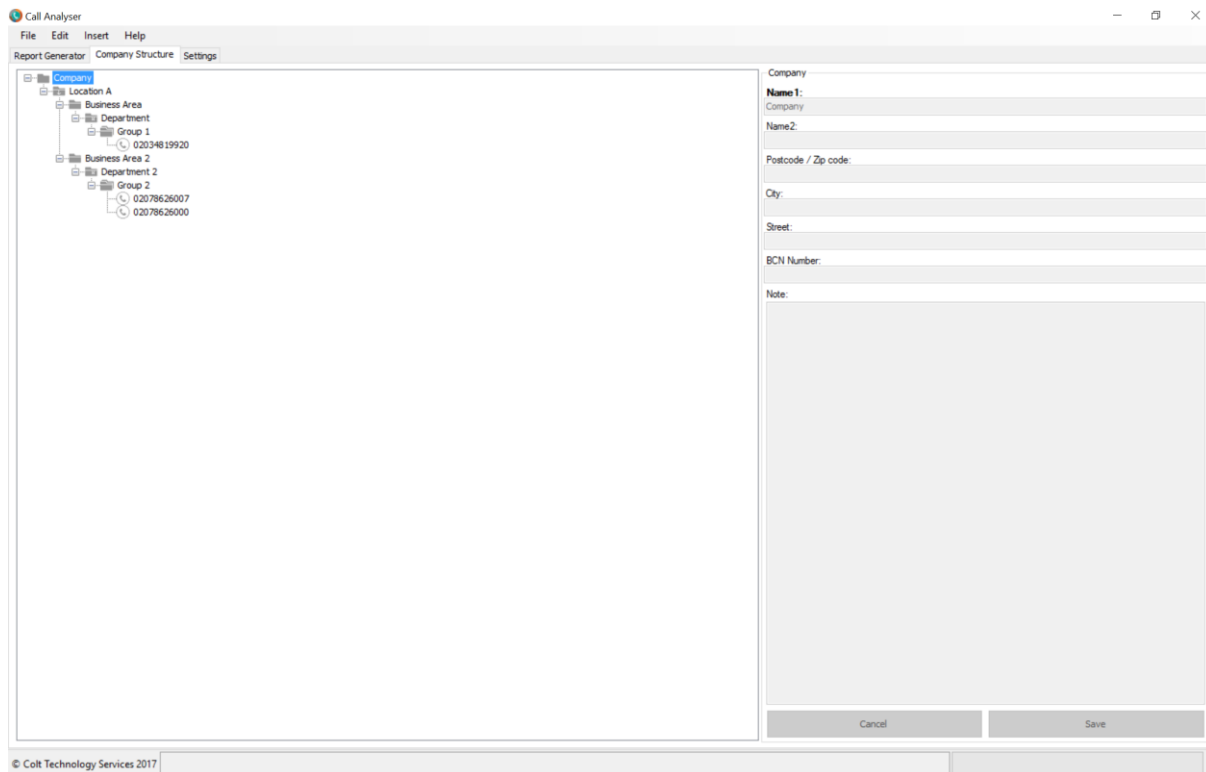 Call Analyser
File Edit Insert Help
Report Generator Company Structure Settings
Company
Location A
Business Area
Department
Group 1
02034819920
Business Area 2
Department 2
Group 2
02078626007
02078626000
Company
Name1:
Company
Name2:
Postcode / Zip code:
City:
Street:
BCN Number:
Note:
Cancel Save
© Colt Technology Services 2017